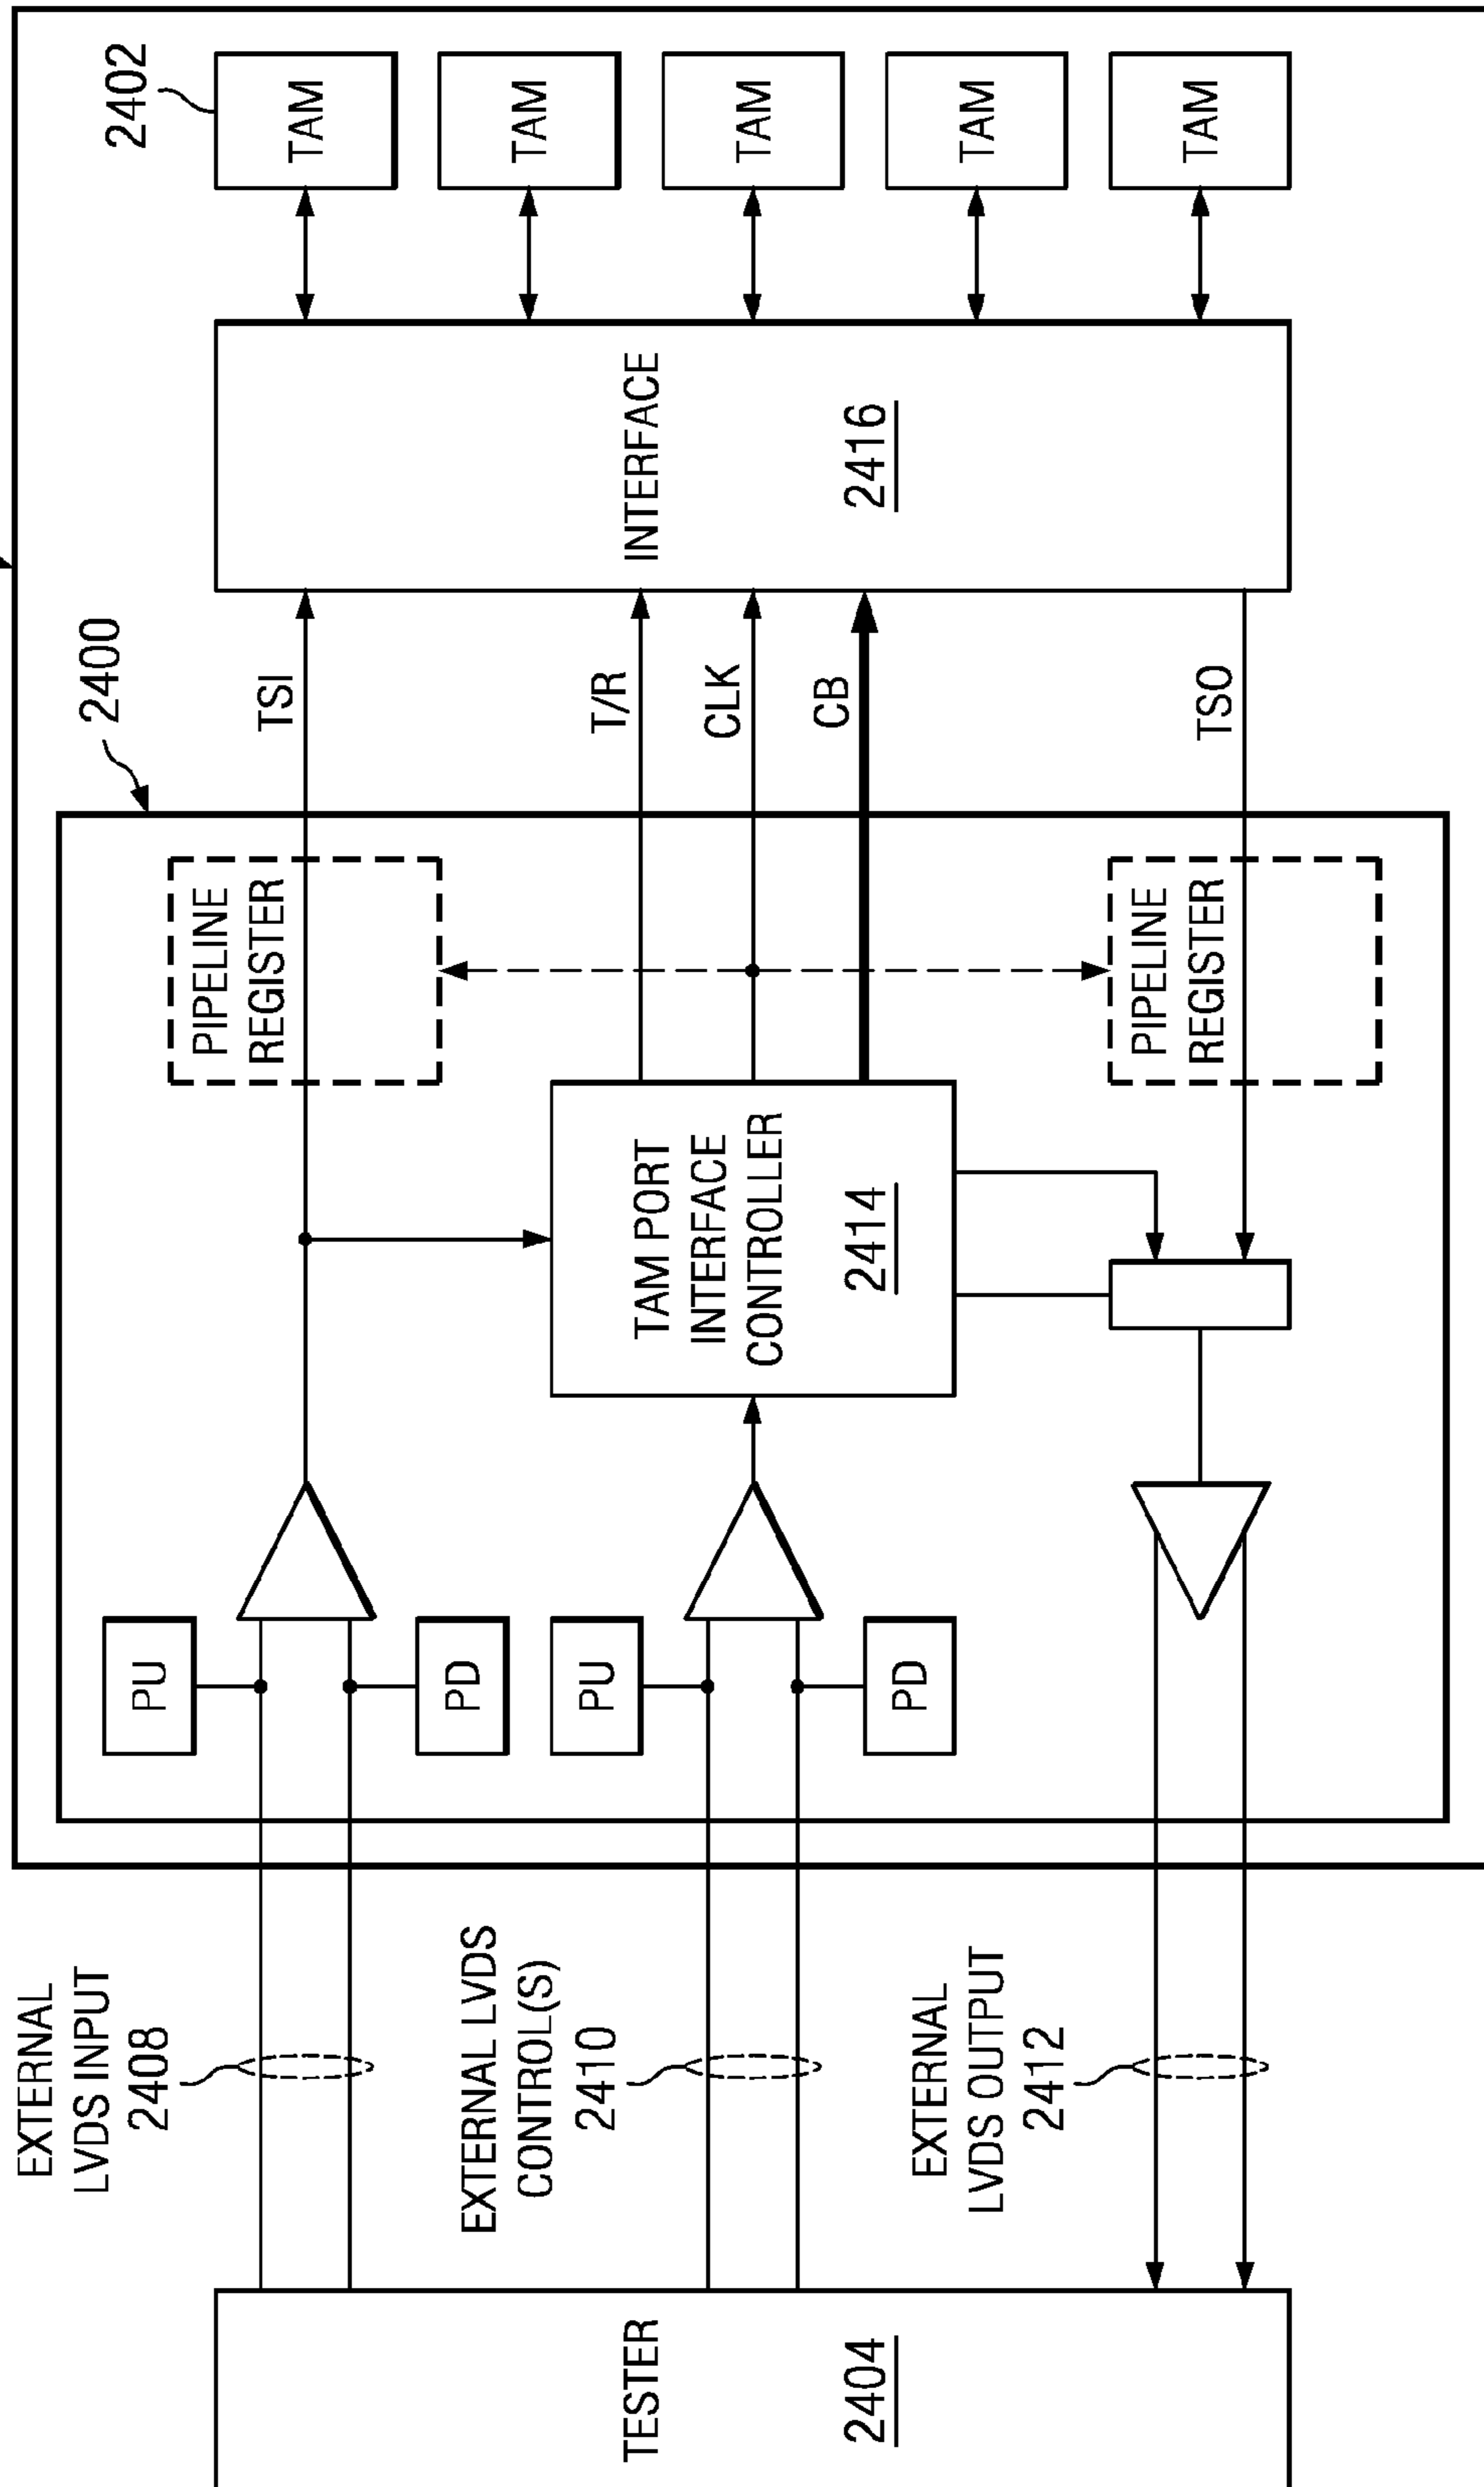 EXTERNAL
LVDS INPUT
2408
EXTERNAL LVDS
CONTROL(S)
2410
EXTERNAL
LVDS OUTPUT
2412
TESTER
2404
PU
PD
PU
PD
TAM PORT
INTERFACE
CONTROLLER
2414
PIPELINE
REGISTER
PIPELINE
REGISTER
2400
TSI
T/R
CLK
CB
TSO
INTERFACE
2416
2402
TAM
TAM
TAM
TAM
TAM